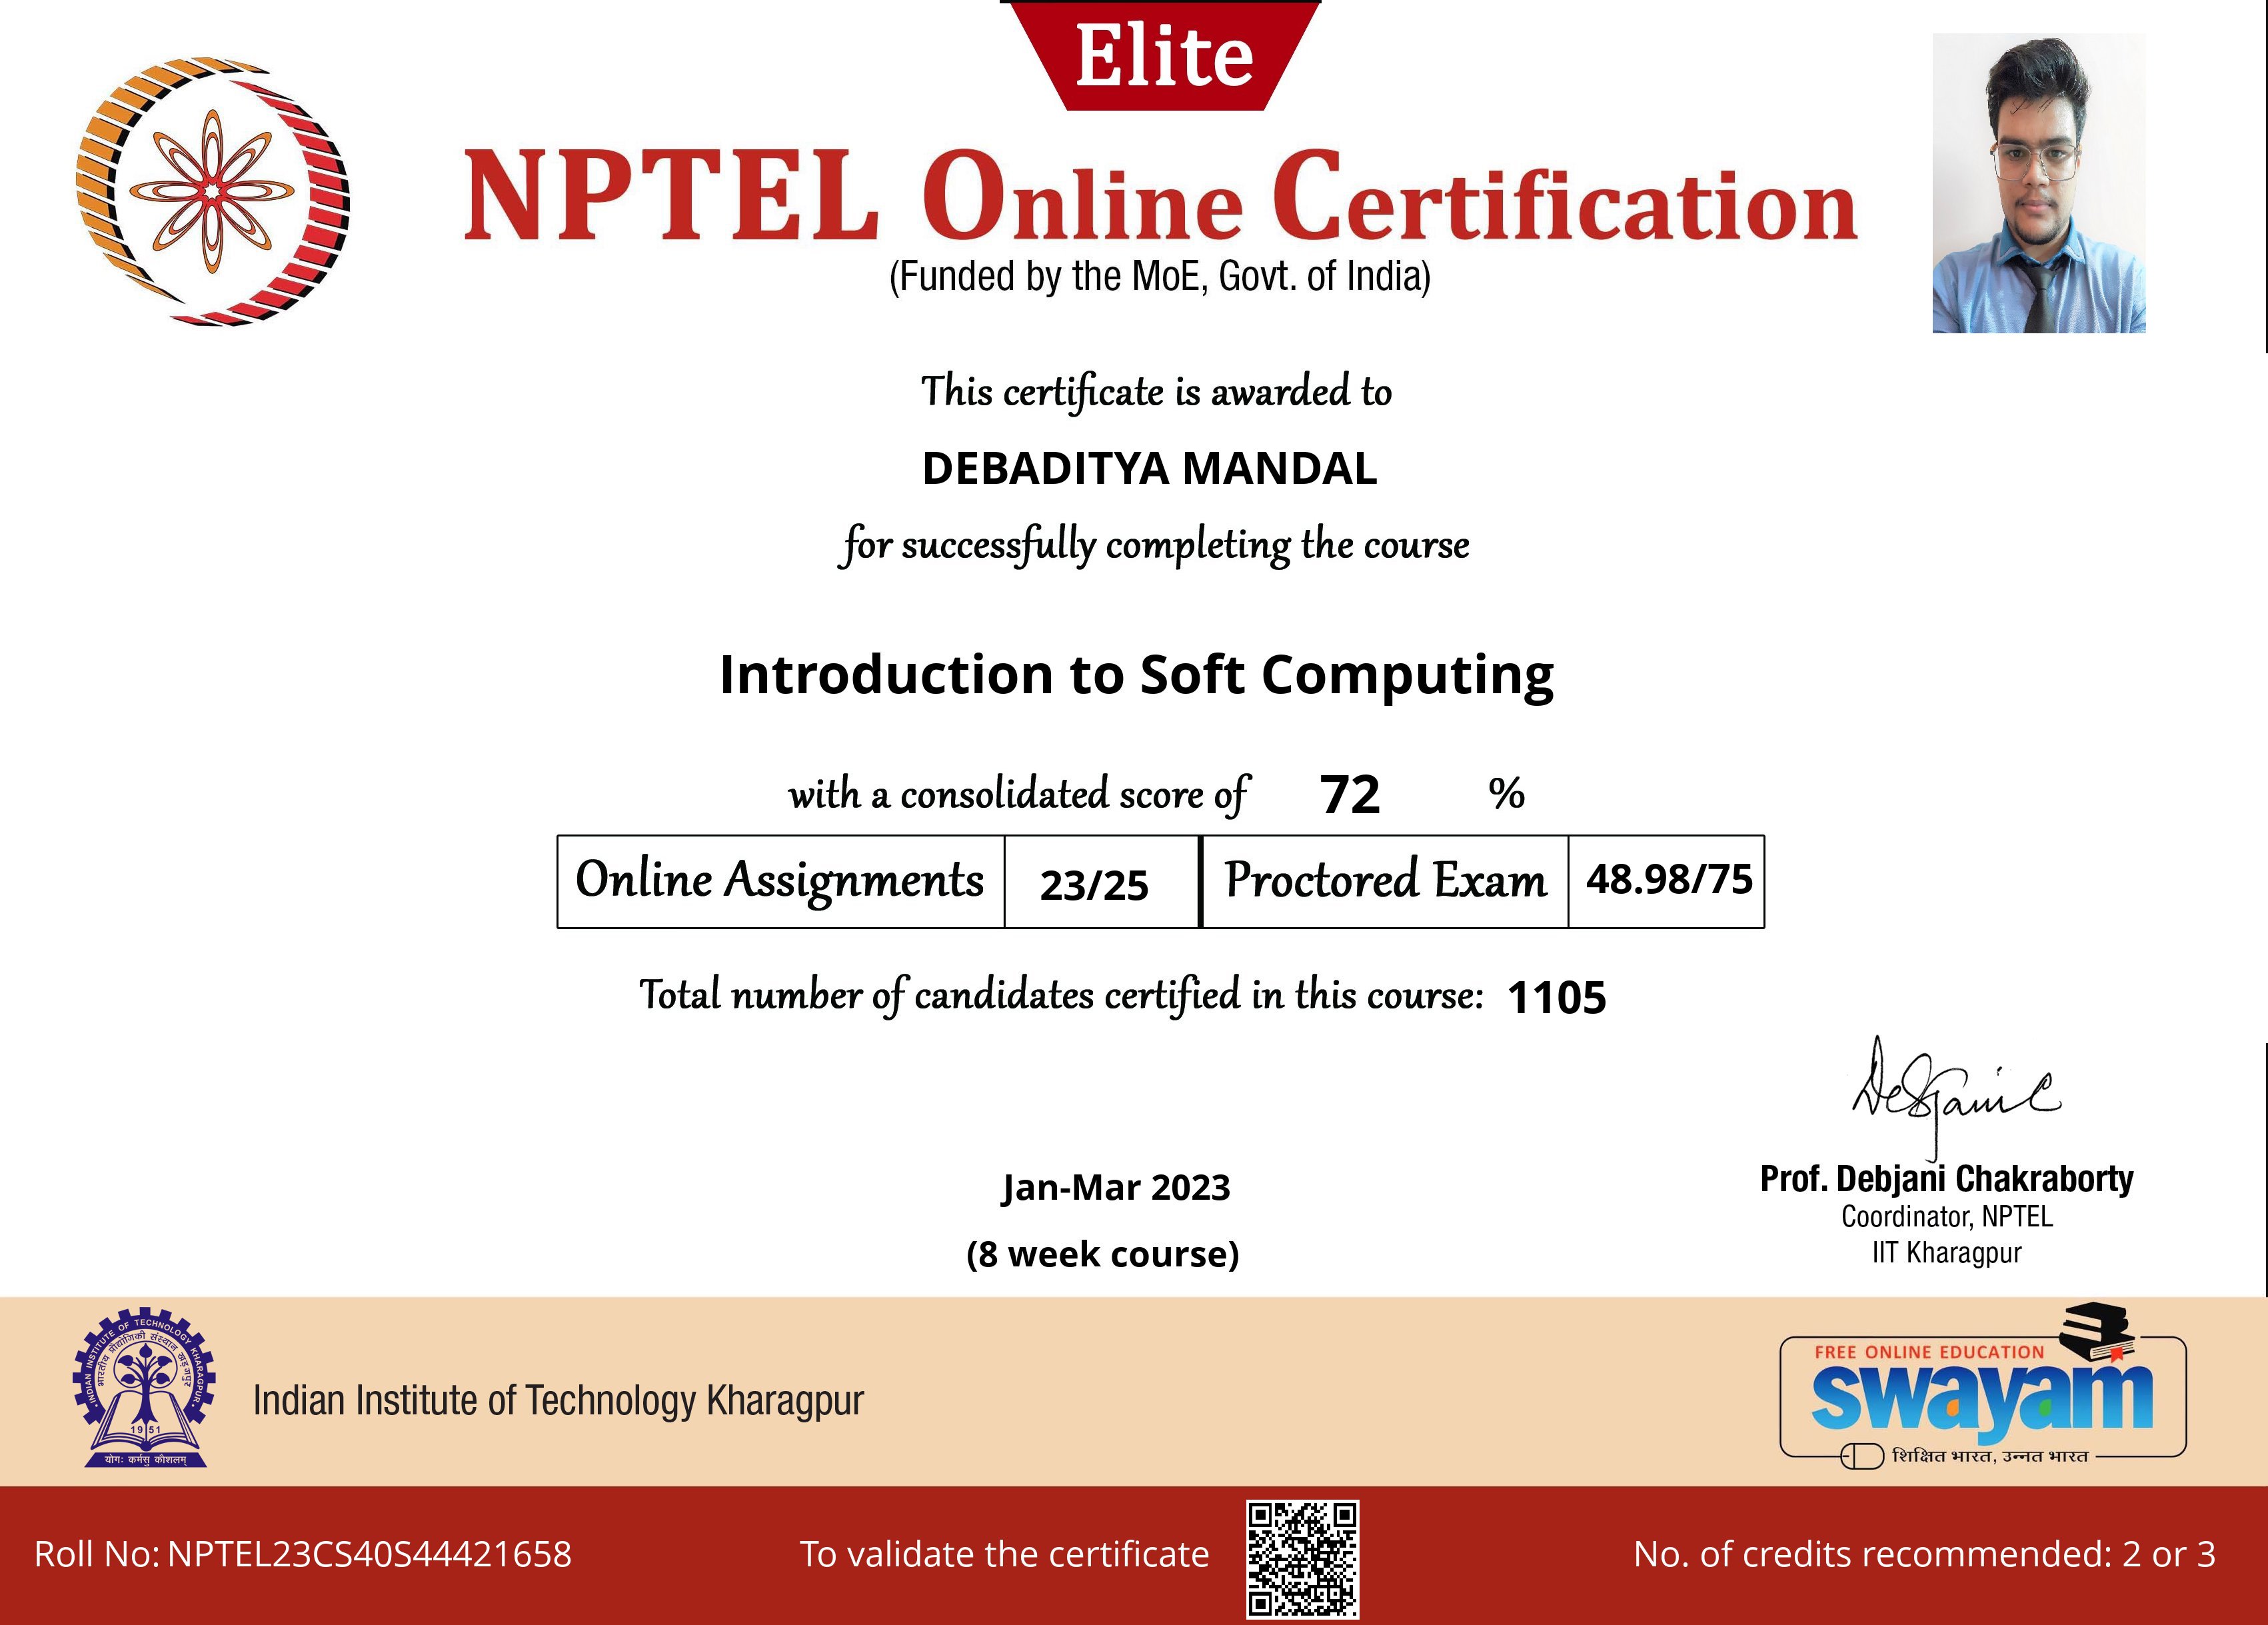 Elite
NPTEL Online Certification
(Funded by the MoE, Govt. of India)
This certificate is awarded to
DEBADITYA MANDAL
for successfully completing the course
Introduction to Soft Computing
with a consolidated score of 72 %
Online Assignments 23/25 Proctored Exam 48.98/75
Total number of candidates certified in this course: 1105
Debjani C
Jan-Mar 2023
(8 week course)
Prof. Debjani Chakraborty
Coordinator, NPTEL
IIT Kharagpur
INDIAN INSTITUTE OF TECHNOLOGY KHARAGPUR
भारतीय प्रौद्योगिकी संस्थान खड़गपुर
1951
योगः कर्मसु कौशलम्
Indian Institute of Technology Kharagpur
FREE ONLINE EDUCATION
swayam
शिक्षित भारत, उन्नत भारत
Roll No: NPTEL23CS40S44421658
To validate the certificate
No. of credits recommended: 2 or 3